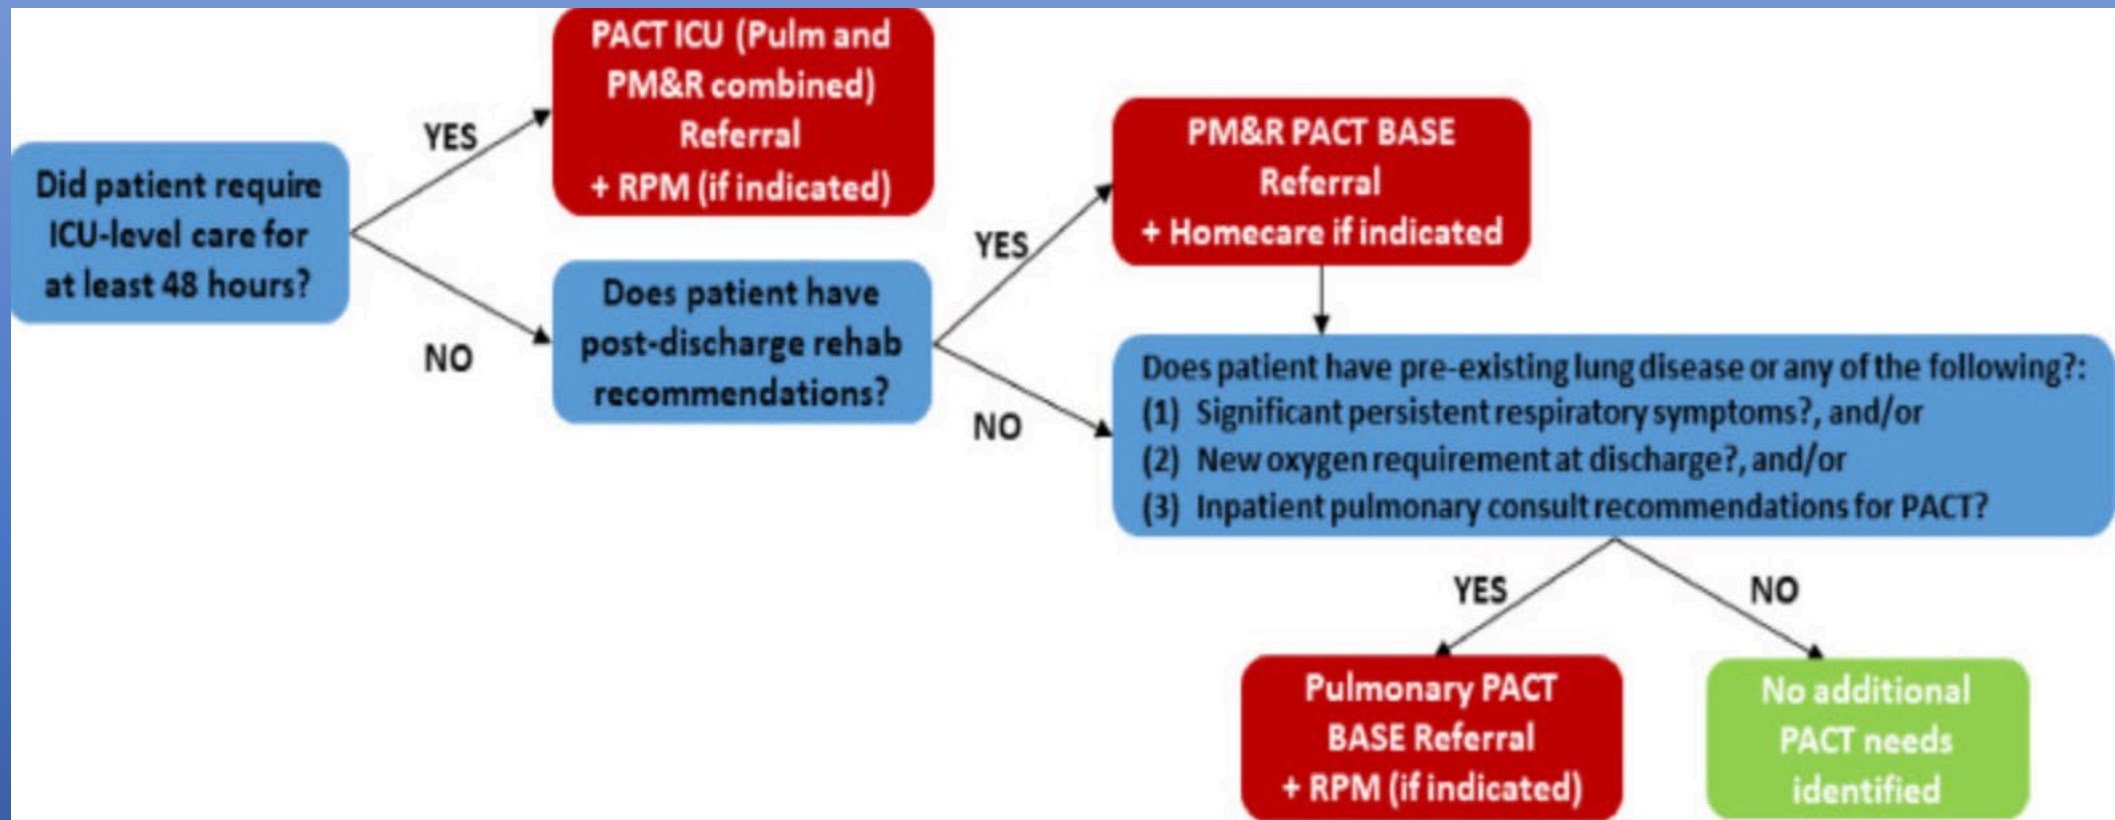 Did patient require
ICU-level care for
at least 48 hours?
YES
NO
PACT ICU (Pulm and
PM&R combined)
Referral
+ RPM (if indicated)
Does patient have
post-discharge rehab
recommendations?
YES
NO
PM&R PACT BASE
Referral
+ Homecare if indicated
Does patient have pre-existing lung disease or any of the following?:
(1) Significant persistent respiratory symptoms?, and/or
(2) New oxygen requirement at discharge?, and/or
(3) Inpatient pulmonary consult recommendations for PACT?
YES
NO
Pulmonary PACT
BASE Referral
+ RPM (if indicated)
No additional
PACT needs
identified